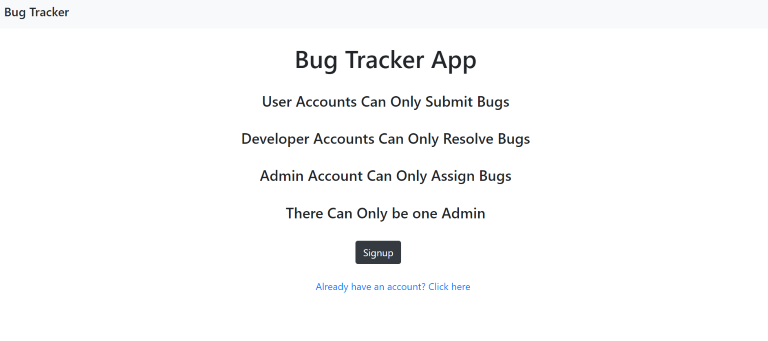 Bug Tracker
Bug Tracker App
User Accounts Can Only Submit Bugs
Developer Accounts Can Only Resolve Bugs
Admin Account Can Only Assign Bugs
There Can Only be one Admin
Signup
Already have an account? Click here